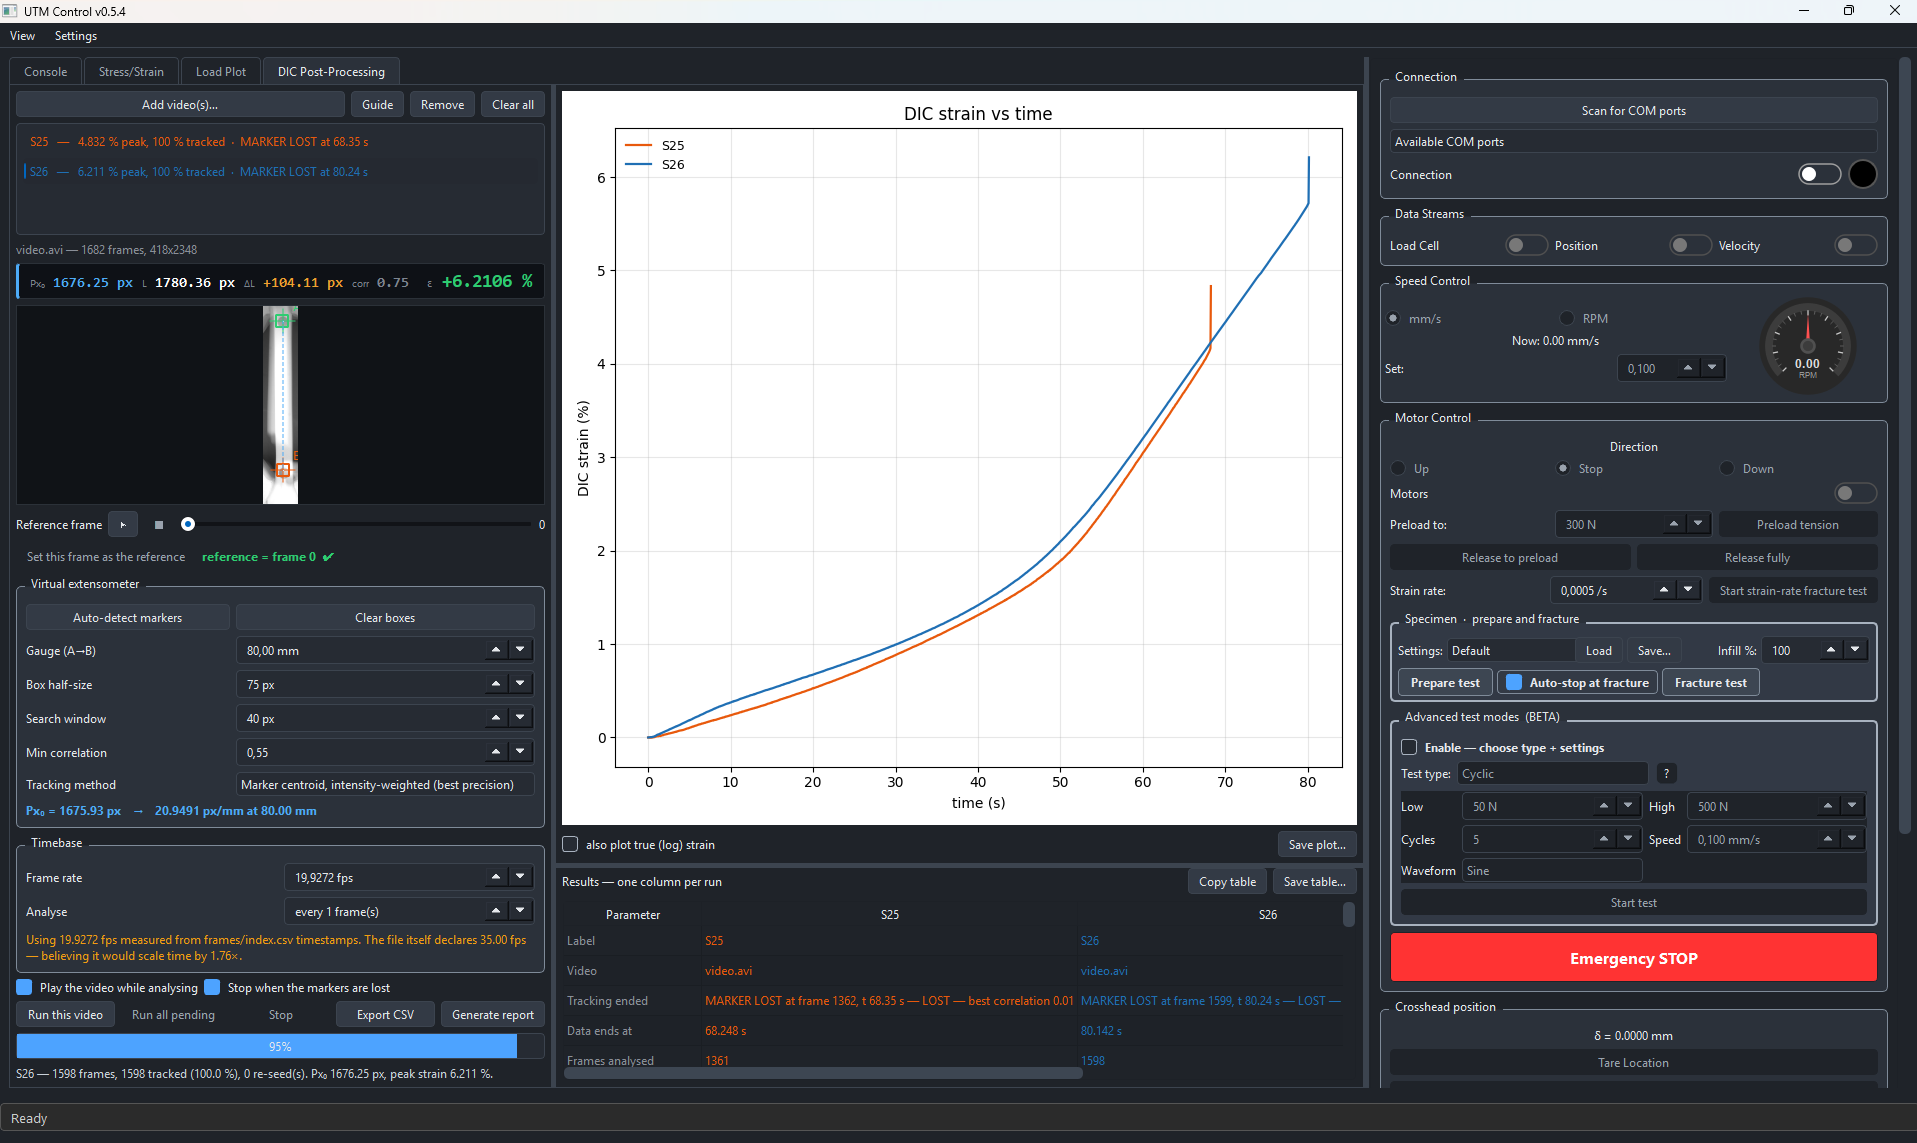 UTM Control v0.5.4
View Settings
Console Stress/Strain Load Plot DIC Post-Processing
Add video(s)... Guide Remove Clear all
S25 — 4.832 % peak, 100 % tracked · MARKER LOST at 68.35 s
S26 — 6.211 % peak, 100 % tracked · MARKER LOST at 80.24 s
video.avi — 1682 frames, 418x2348
Px₀ 1676.25 px L 1780.36 px ΔL +104.11 px corr 0.75 ε +6.2106 %
Reference frame 0
Set this frame as the reference reference = frame 0 ✔
Virtual extensometer
Auto-detect markers Clear boxes
Gauge (A→B) 80,00 mm
Box half-size 75 px
Search window 40 px
Min correlation 0,55
Tracking method Marker centroid, intensity-weighted (best precision)
Px₀ = 1675.93 px → 20.9491 px/mm at 80.00 mm
Timebase
Frame rate 19,9272 fps
Analyse every 1 frame(s)
Using 19.9272 fps measured from frames/index.csv timestamps. The file itself declares 35.00 fps
— believing it would scale time by 1.76×.
Play the video while analysing Stop when the markers are lost
Run this video Run all pending Stop Export CSV Generate report
95%
S26 — 1598 frames, 1598 tracked (100.0 %), 0 re-seed(s). Px₀ 1676.25 px, peak strain 6.211 %.
DIC strain vs time
S25
S26
DIC strain (%)
6
5
4
3
2
1
0
0 10 20 30 40 50 60 70 80
time (s)
also plot true (log) strain Save plot...
Results — one column per run Copy table Save table...
Parameter S25 S26
Label S25 S26
Video video.avi video.avi
Tracking ended MARKER LOST at frame 1362, t 68.35 s — LOST — best correlation 0.01 MARKER LOST at frame 1599, t 80.24 s — LOST —
Data ends at 68.248 s 80.142 s
Frames analysed 1361 1598
Connection
Scan for COM ports
Available COM ports
Connection
Data Streams
Load Cell Position Velocity
Speed Control
mm/s RPM
Now: 0.00 mm/s
Set: 0,100
0.00
RPM
Motor Control
Direction
Up Stop Down
Motors
Preload to: 300 N Preload tension
Release to preload Release fully
Strain rate: 0,0005 /s Start strain-rate fracture test
Specimen · prepare and fracture
Settings: Default Load Save... Infill %: 100
Prepare test Auto-stop at fracture Fracture test
Advanced test modes (BETA)
Enable — choose type + settings
Test type: Cyclic ?
Low 50 N High 500 N
Cycles 5 Speed 0,100 mm/s
Waveform Sine
Start test
Emergency STOP
Crosshead position
δ = 0.0000 mm
Tare Location
Ready